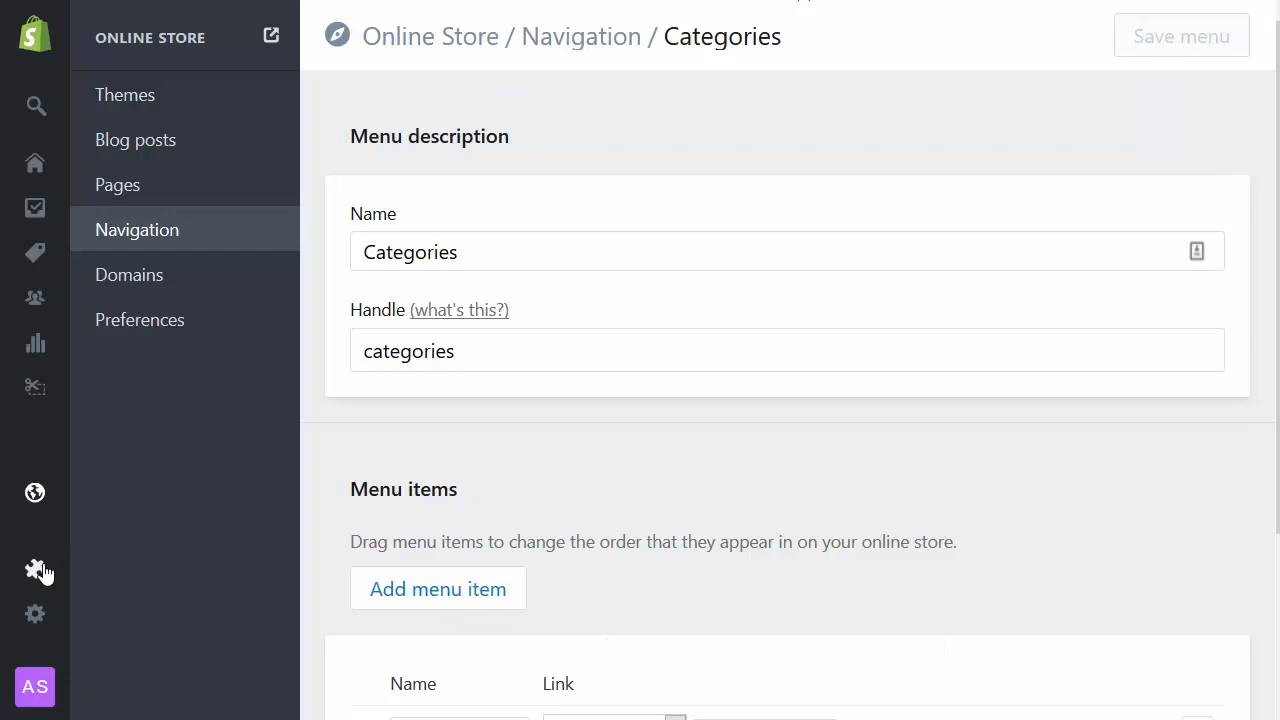 ONLINE STORE
Themes
Blog posts
Pages
Navigation
Domains
Preferences
AS
Online Store / Navigation / Categories
Save menu
Menu description
Name
Categories
Handle (what's this?)
categories
Menu items
Drag menu items to change the order that they appear in on your online store.
Add menu item
Name Link